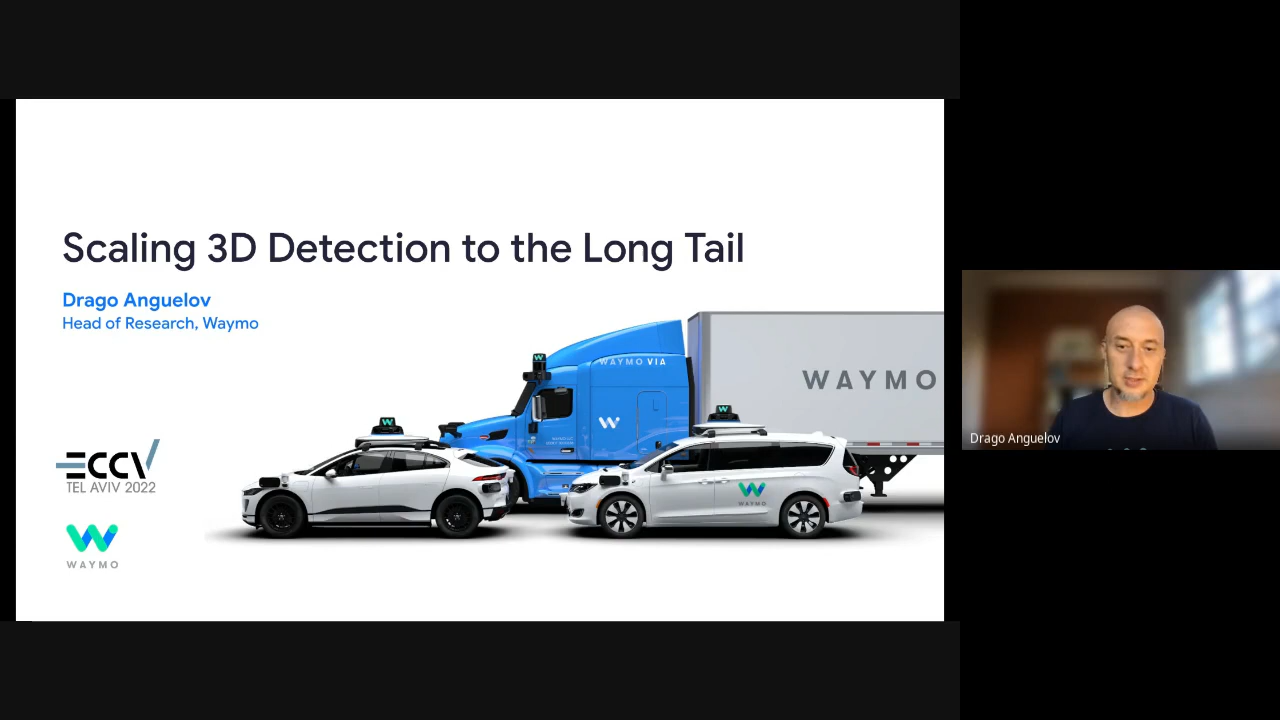 Scaling 3D Detection to the Long Tail
Drago Anguelov
Head of Research, Waymo
WAYMO VIA
WAYMO
ECCV
TEL AVIV 2022
WAYMO
WAYMO
Drago Anguelov